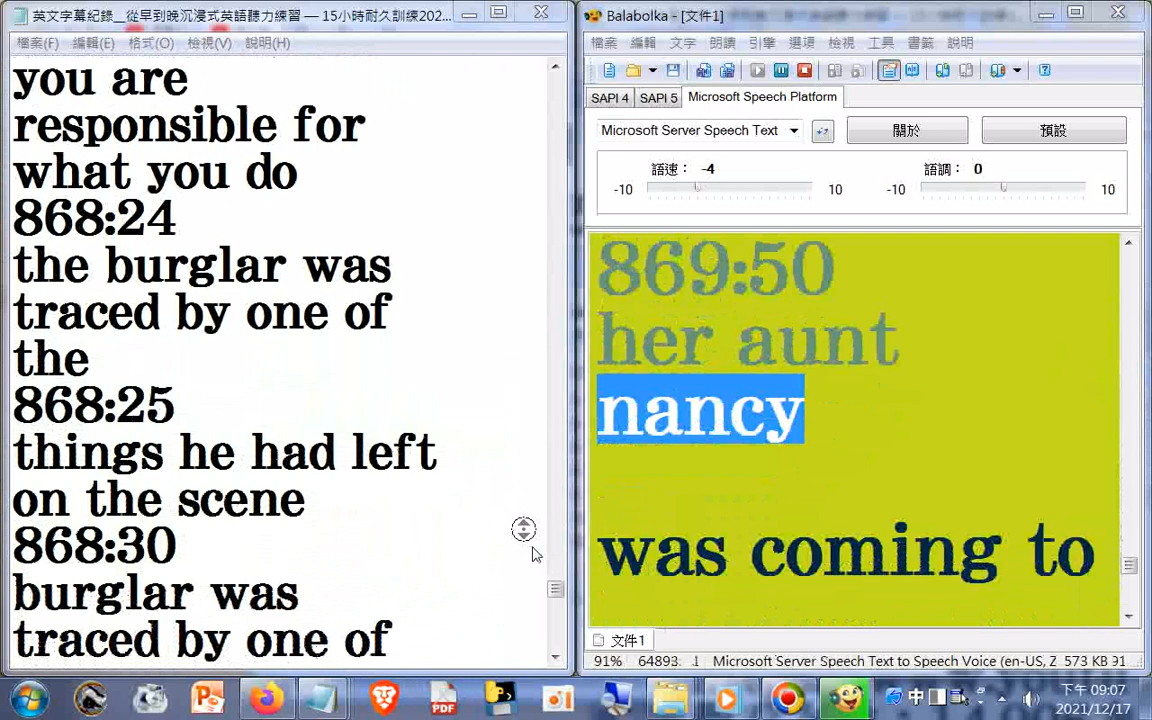 英文字幕紀錄__從早到晚沉浸式英語聽力練習 — 15小時耐久訓練202...
檔案(F) 編輯(E) 格式(O) 檢視(V) 說明(H)
you are
responsible for
what you do
868:24
the burglar was
traced by one of
the
868:25
things he had left
on the scene
868:30
burglar was
traced by one of
Balabolka - [文件1]
檔案 編輯 文字 朗讀 引擎 選項 檢視 工具 書籤 說明
SAPI 4 SAPI 5 Microsoft Speech Platform
Microsoft Server Speech Text 關於 預設
語速： -4 語調： 0
-10 10 -10 10
869:50
her aunt
nancy
was coming to
文件1
91% 64893: .1 Microsoft Server Speech Text to Speech Voice (en-US, Z 573 KB
中
下午 09:07
2021/12/17